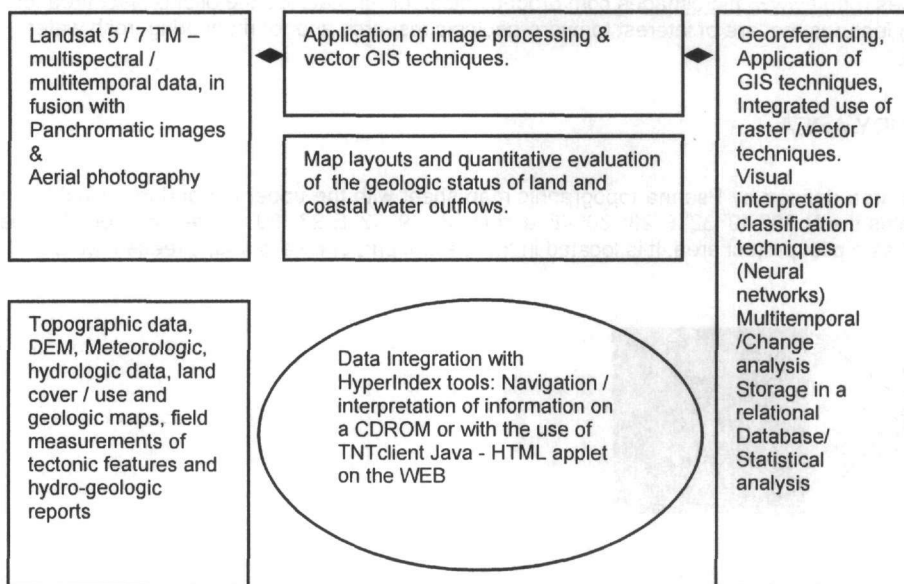 Landsat 5 / 7 TM –
multispectral /
multitemporal data, in
fusion with
Panchromatic images
&
Aerial photography
Application on image processing &
vector GIS techniques.
Map layouts and quantitative evaluation
of the geologic status of land and
coastal water outflows.
Georeferencing,
Application of
GIS techniques,
Integrated use of
raster /vector
techniques.
Visual
interpretation or
classification
techniques
(Neural
networks)
Multitemporal
/Change
analysis
Storage in a
relational
Database/
Statistical
analysis
Topographic data,
DEM, Meteorologic,
hydrologic data, land
cover / use and
geologic maps, field
measurements of
tectonic features and
hydro-geologic
reports
Data Integration with
HyperIndex tools: Navigation /
interpretation of information on
a CDROM or with the use of
TNTclient Java - HTML applet
on the WEB